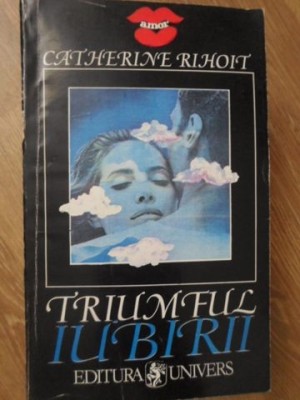 amor
CATHERINE RIHOIT
TRIUMFUL
IUBIRII
EDITURA UNIVERS